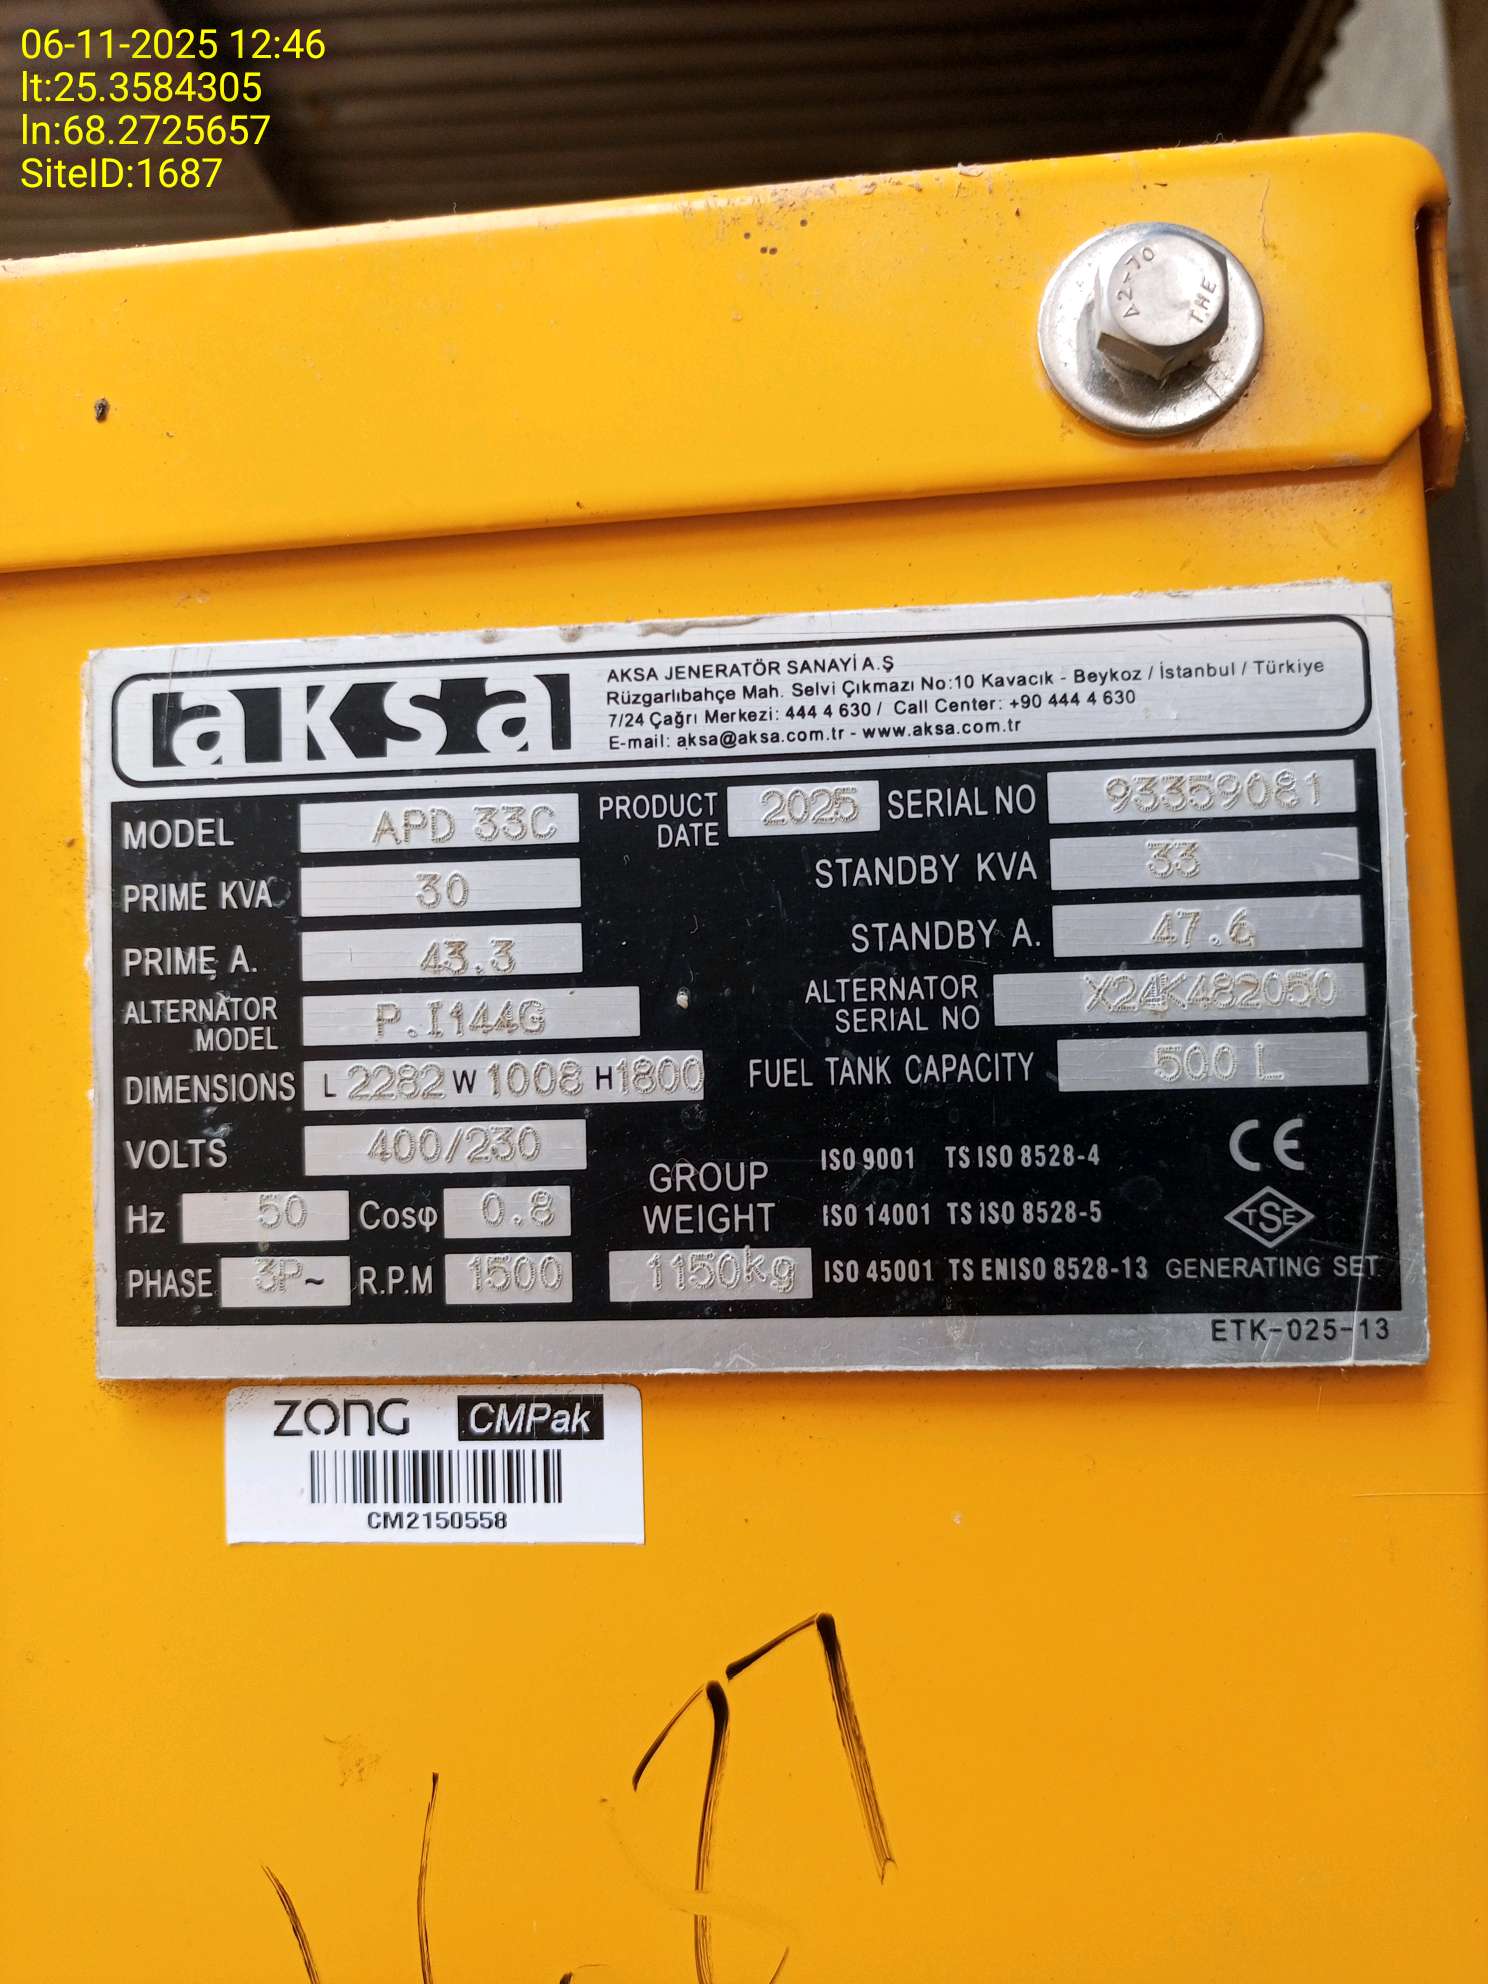 06-11-2025 12:46
lt:25.3584305
ln:68.2725657
SiteID:1687
A2-70
THE
aksa
AKSA JENERATÖR SANAYİ A.Ş
Rüzgarlıbahçe Mah. Selvi Çıkmazı No:10 Kavacık - Beykoz / İstanbul / Türkiye
7/24 Çağrı Merkezi: 444 4 630 / Call Center: +90 444 4 630
E-mail: aksa@aksa.com.tr - www.aksa.com.tr
MODEL APD 33C PRODUCT DATE 2025 SERIAL NO 93359081
PRIME KVA 30 STANDBY KVA 33
PRIME A. 43.3 STANDBY A. 47.6
ALTERNATOR MODEL P.I144G ALTERNATOR SERIAL NO X24K482050
DIMENSIONS L 2282 W 1008 H 1800 FUEL TANK CAPACITY 500 L
VOLTS 400/230
Hz 50 Cosφ 0.8
PHASE 3P~ R.P.M 1500
GROUP
WEIGHT
1150kg
ISO 9001 TS ISO 8528-4 CE
ISO 14001 TS ISO 8528-5 TSE
ISO 45001 TS EN ISO 8528-13 GENERATING SET
ETK-025-13
ZONG CMPak
CM2150558